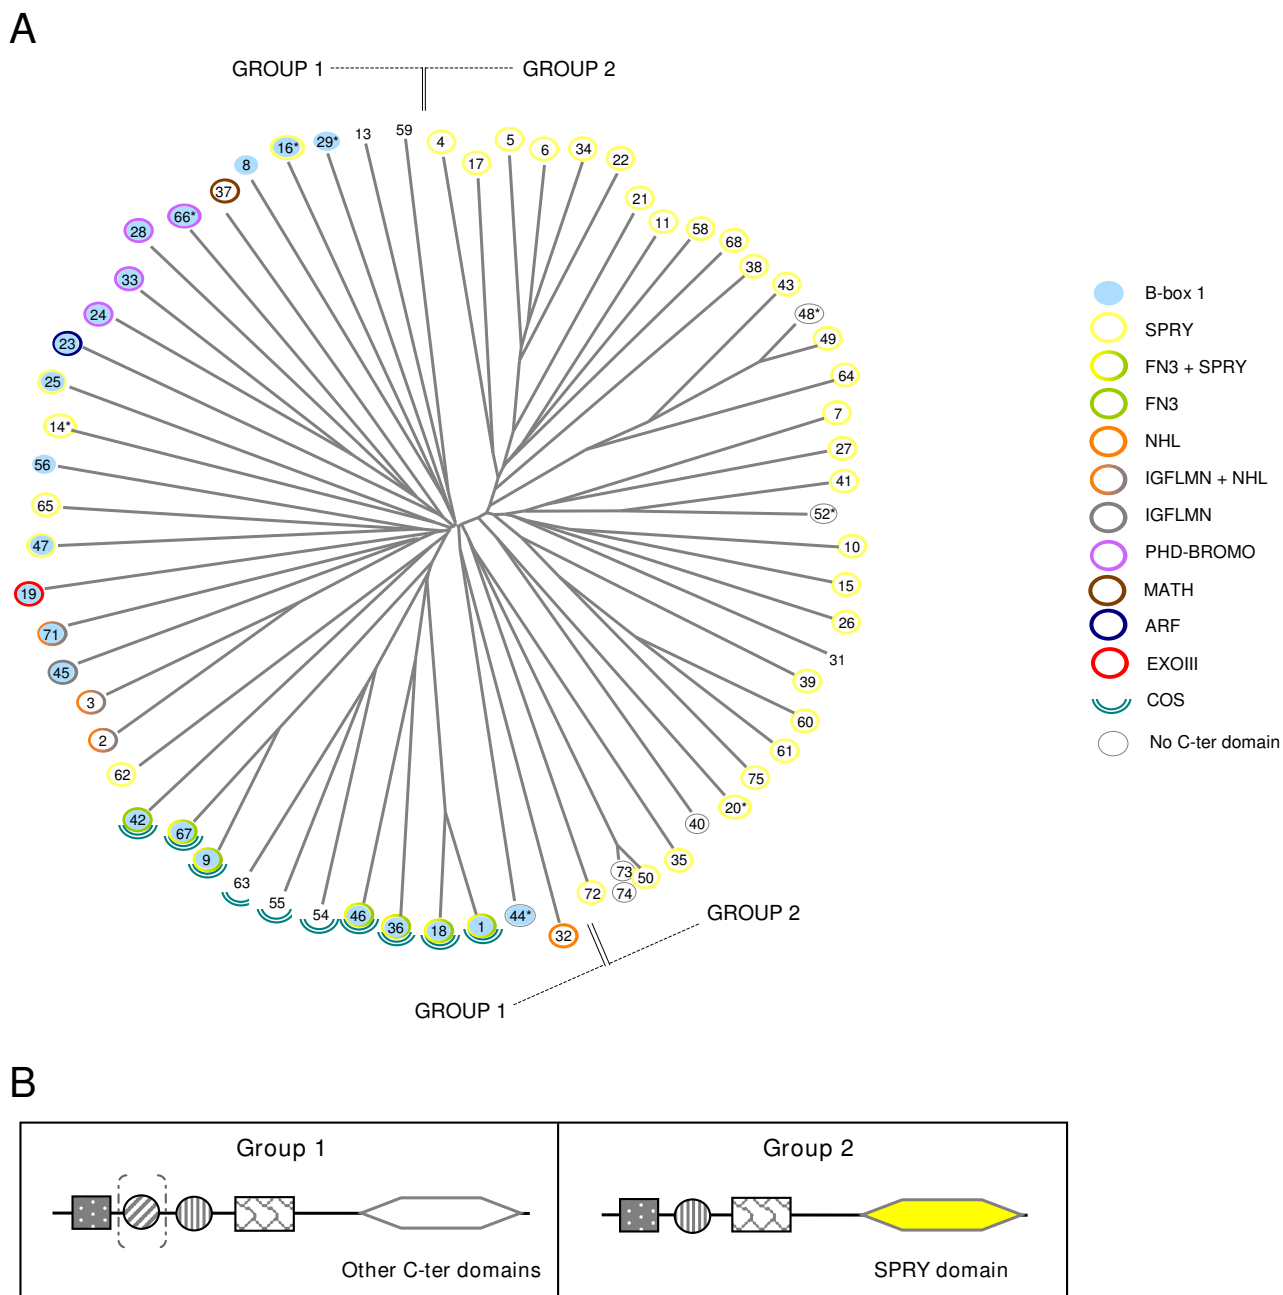 A
GROUP 1
GROUP 2
59
4
5
6
34
22
13
29*
16*
8
17
37
21
66*
11
58
28
68
38
33
43
24
48*
23
49
25
64
14*
7
56
27
41
65
52*
47
10
19
15
26
71
31
45
39
3
60
2
61
62
75
42
20*
67
40
9
35
63
73
50
55
72
74
54
46
36
18
1
44*
32
GROUP 2
GROUP 1
B-box 1
SPRY
FN3 + SPRY
FN3
NHL
IGFLMN + NHL
IGFLMN
PHD-BROMO
MATH
ARF
EXOIII
COS
No C-ter domain
B
Group 1
Other C-ter domains
Group 2
SPRY domain